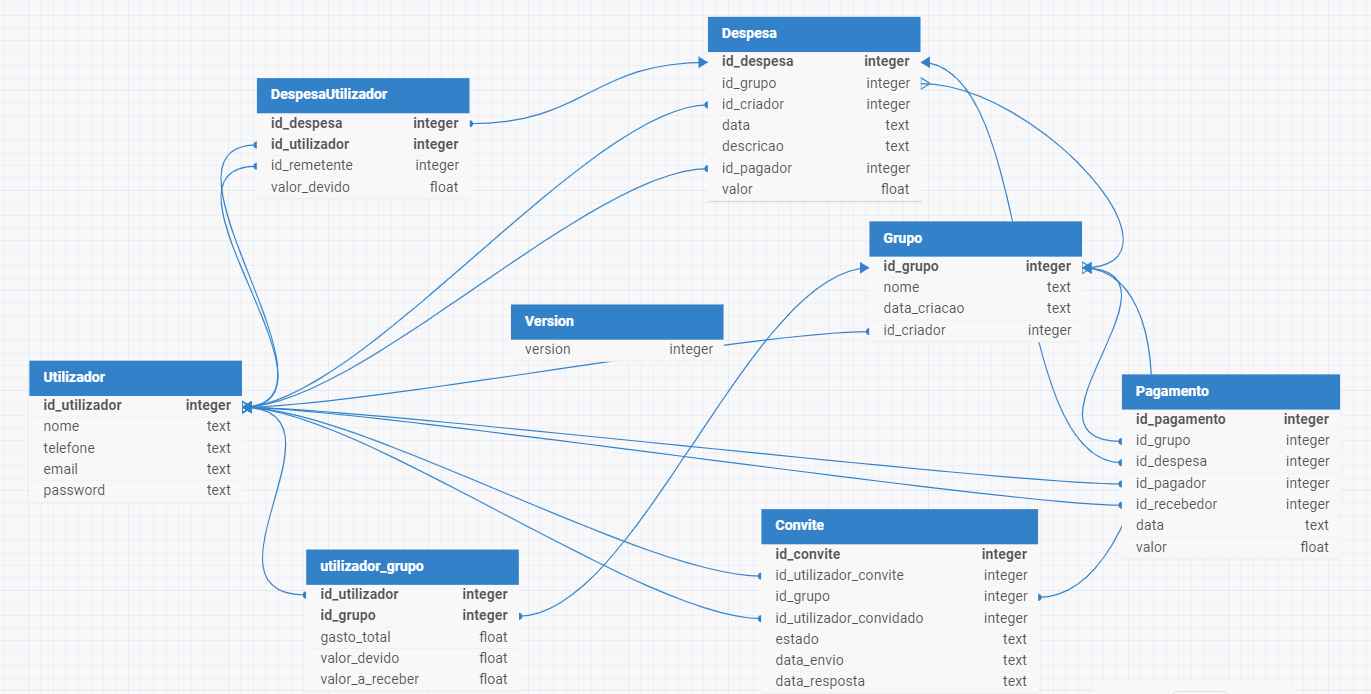 Despesa
id_despesa integer
id_grupo integer
id_criador integer
data text
descricao text
id_pagador integer
valor float
DespesaUtilizador
id_despesa integer
id_utilizador integer
id_remetente integer
valor_devido float
Grupo
id_grupo integer
nome text
data_criacao text
id_criador integer
Version
version integer
Utilizador
id_utilizador integer
nome text
telefone text
email text
password text
Pagamento
id_pagamento integer
id_grupo integer
id_despesa integer
id_pagador integer
id_recebedor integer
data text
valor float
Convite
id_convite integer
id_utilizador_convite integer
id_grupo integer
id_utilizador_convidado integer
estado text
data_envio text
data_resposta text
utilizador_grupo
id_utilizador integer
id_grupo integer
gasto_total float
valor_devido float
valor_a_receber float